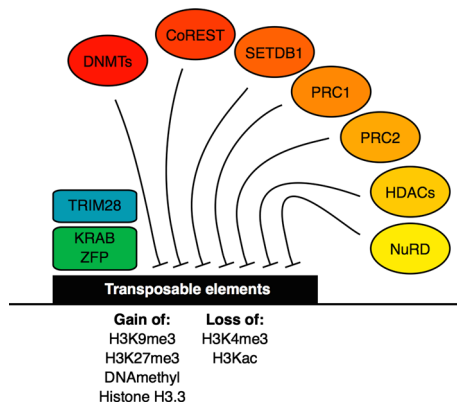 DNMTs
CoREST
SETDB1
PRC1
PRC2
HDACs
NuRD
TRIM28
KRAB
ZFP
Transposable elements
Gain of:
H3K9me3
H3K27me3
DNAmethyl
Histone H3.3
Loss of:
H3K4me3
H3Kac